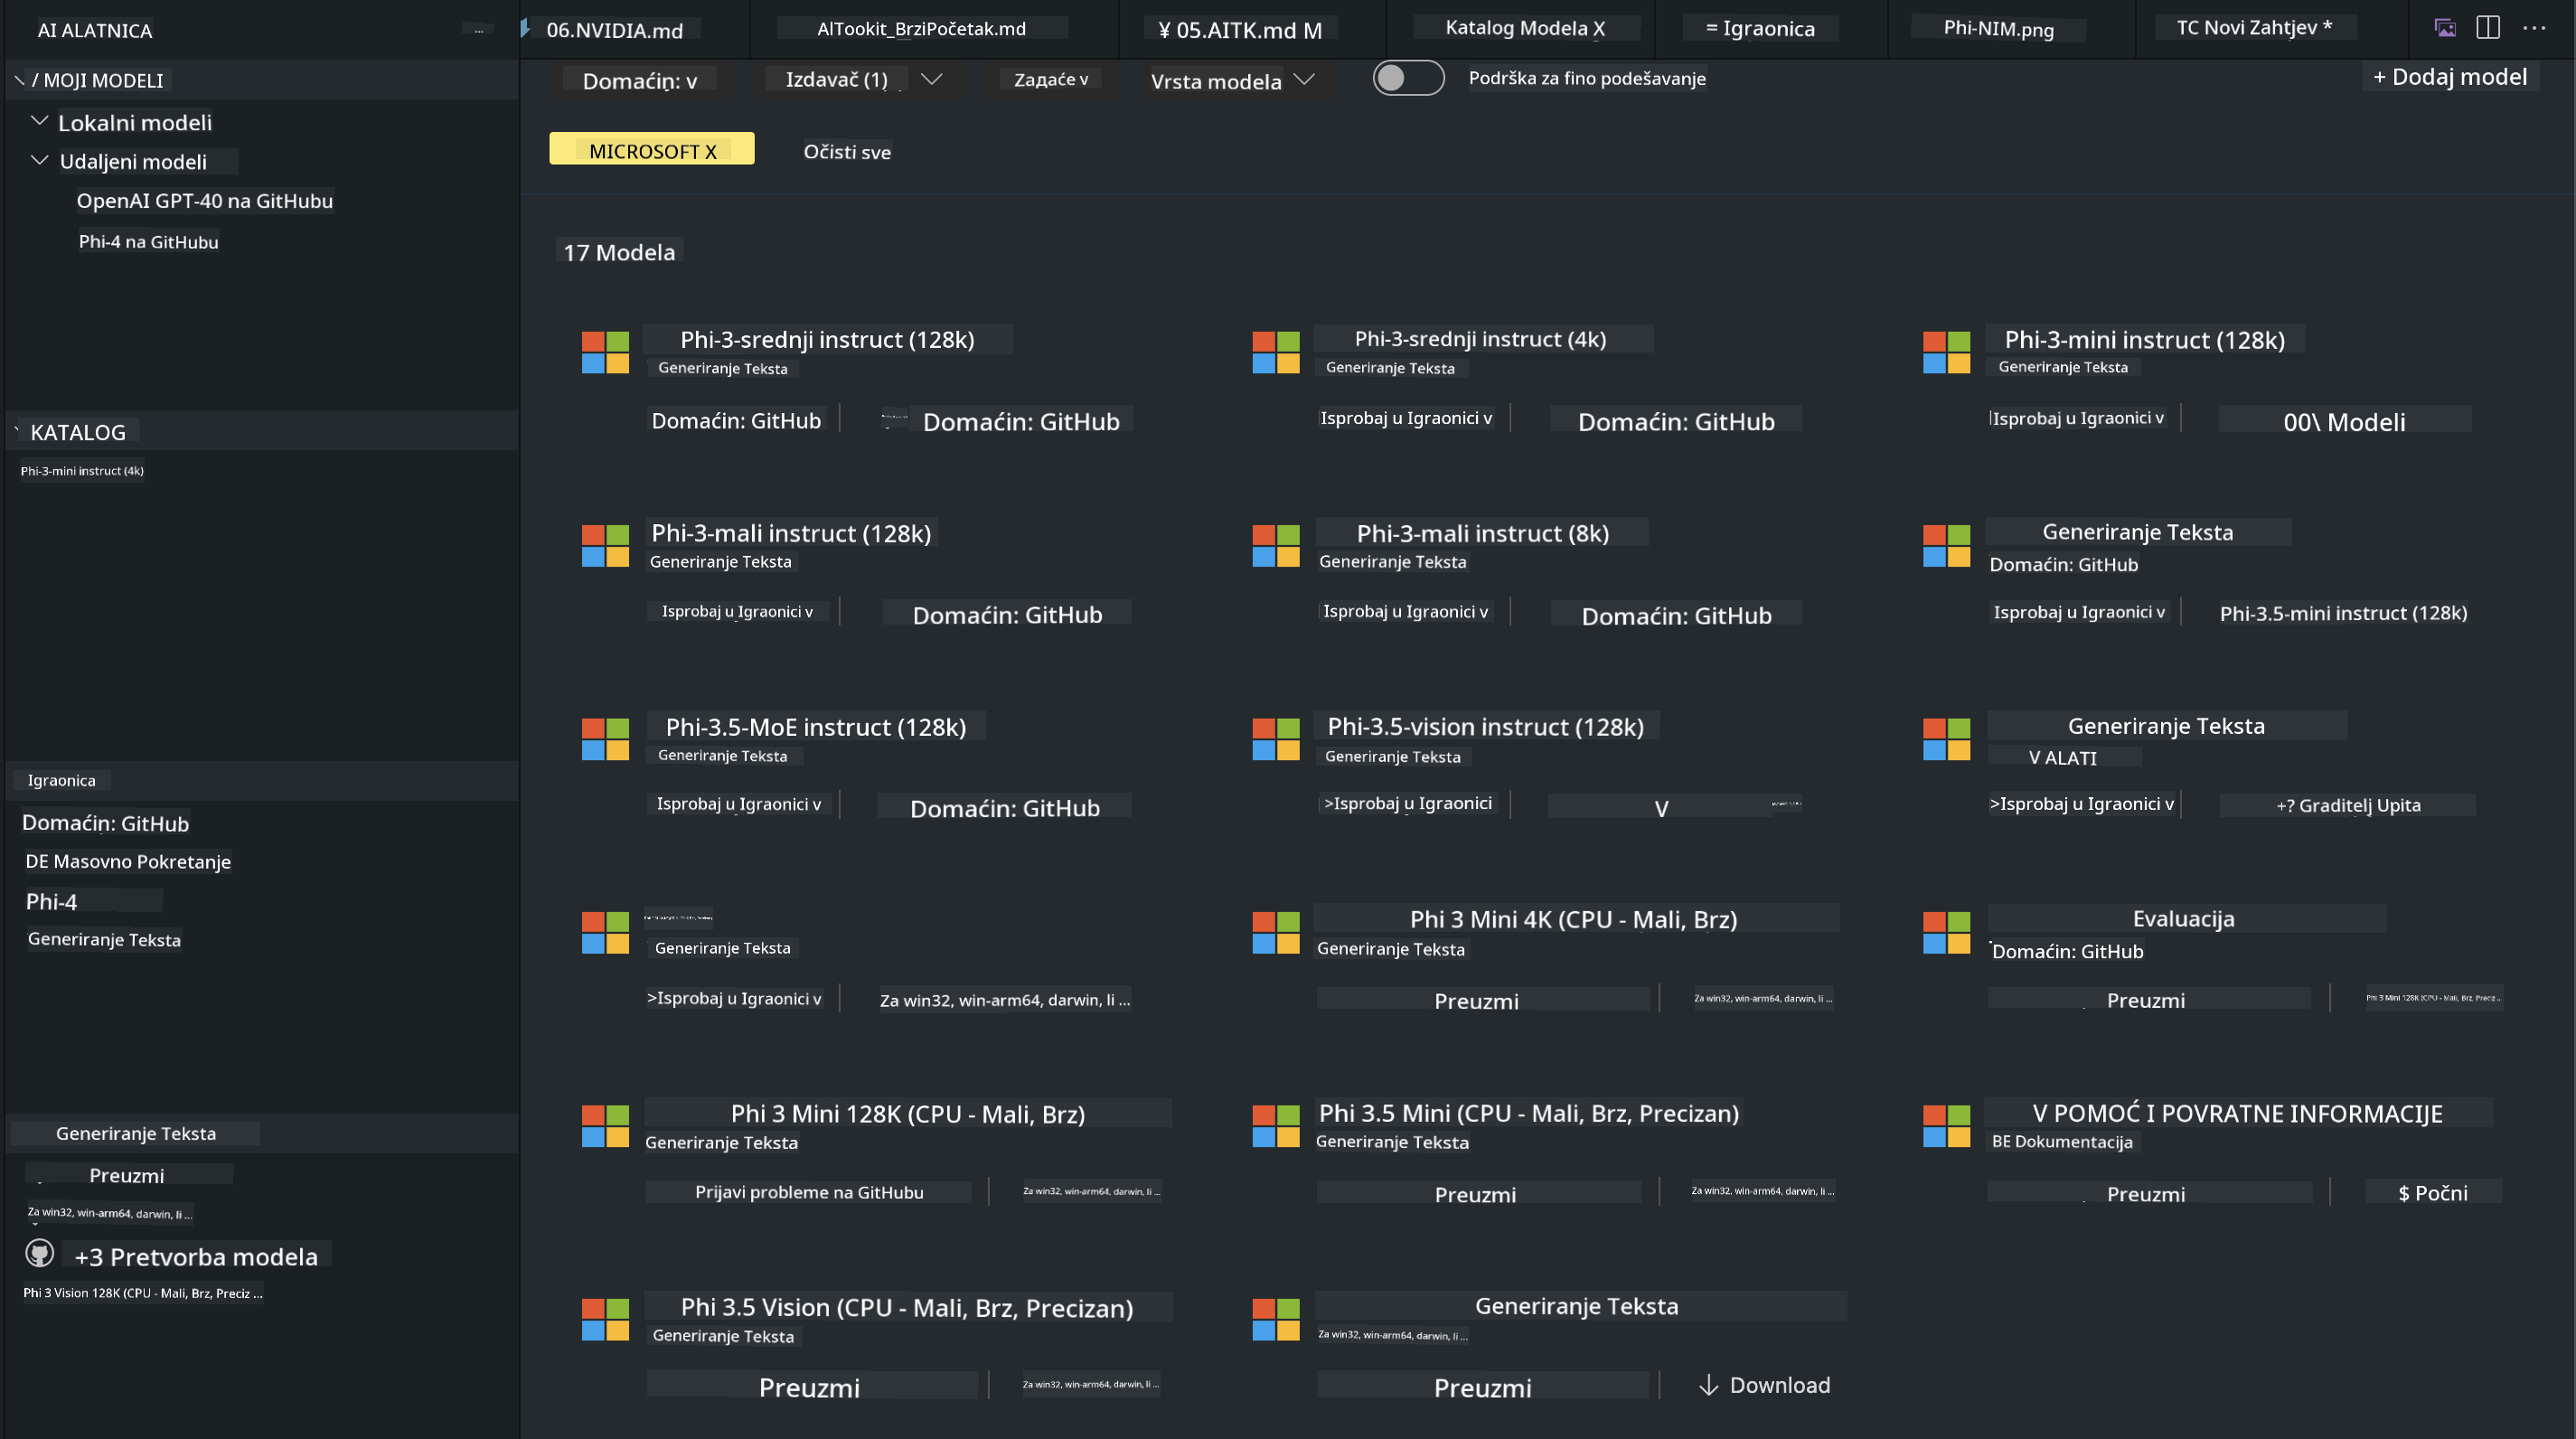 AI ALATNICA
...
06.NVIDIA.md
AlTookit_BrziPočetak.md
¥ 05.AITK.md M
Katalog Modela X
= Igraonica
Phi-NIM.png
TC Novi Zahtjev *
/ MOJI MODELI
Lokalni modeli
Udaljeni modeli
OpenAI GPT-40 na GitHubu
Phi-4 na GitHubu
KATALOG
Phi-3-mini instruct (4k)
Igraonica
Domaćin: GitHub
DE Masovno Pokretanje
Phi-4
Generiranje Teksta
Generiranje Teksta
Preuzmi
Za win32, win-arm64, darwin, li ...
+3 Pretvorba modela
Phi 3 Vision 128K (CPU - Mali, Brz, Preciz ...
Domaćin: v
Izdavač (1)
Zадаће v
Vrsta modela
Podrška za fino podešavanje
+ Dodaj model
MICROSOFT X
Očisti sve
17 Modela
Phi-3-srednji instruct (128k)
Generiranje Teksta
Domaćin: GitHub
Domaćin: GitHub
Phi-3-srednji instruct (4k)
Generiranje Teksta
Isprobaj u Igraonici v
Domaćin: GitHub
Phi-3-mini instruct (128k)
Generiranje Teksta
Isprobaj u Igraonici v
00\ Modeli
Phi-3-mali instruct (128k)
Generiranje Teksta
Isprobaj u Igraonici v
Domaćin: GitHub
Phi-3-mali instruct (8k)
Generiranje Teksta
Isprobaj u Igraonici v
Domaćin: GitHub
Generiranje Teksta
Domaćin: GitHub
Isprobaj u Igraonici v
Phi-3.5-mini instruct (128k)
Phi-3.5-MoE instruct (128k)
Generiranje Teksta
Isprobaj u Igraonici v
Domaćin: GitHub
Phi-3.5-vision instruct (128k)
Generiranje Teksta
>Isprobaj u Igraonici
V
Generiranje Teksta
V ALATI
>Isprobaj u Igraonici v
+? Graditelj Upita
Generiranje Teksta
>Isprobaj u Igraonici v
Za win32, win-arm64, darwin, li ...
Phi 3 Mini 4K (CPU - Mali, Brz)
Generiranje Teksta
Preuzmi
Za win32, win-arm64, darwin, li ...
Evaluacija
Domaćin: GitHub
Preuzmi
Phi 3 Mini 128K (CPU - Mali, Brz, Preciz ...
Phi 3 Mini 128K (CPU - Mali, Brz)
Generiranje Teksta
Prijavi probleme na GitHubu
Za win32, win-arm64, darwin, li ...
Phi 3.5 Mini (CPU - Mali, Brz, Precizan)
Generiranje Teksta
Preuzmi
Za win32, win-arm64, darwin, li ...
V POMOĆ I POVRATNE INFORMACIJE
BE Dokumentacija
Preuzmi
$ Počni
Phi 3.5 Vision (CPU - Mali, Brz, Precizan)
Generiranje Teksta
Preuzmi
Za win32, win-arm64, darwin, li ...
Generiranje Teksta
Za win32, win-arm64, darwin, li ...
Preuzmi
Download